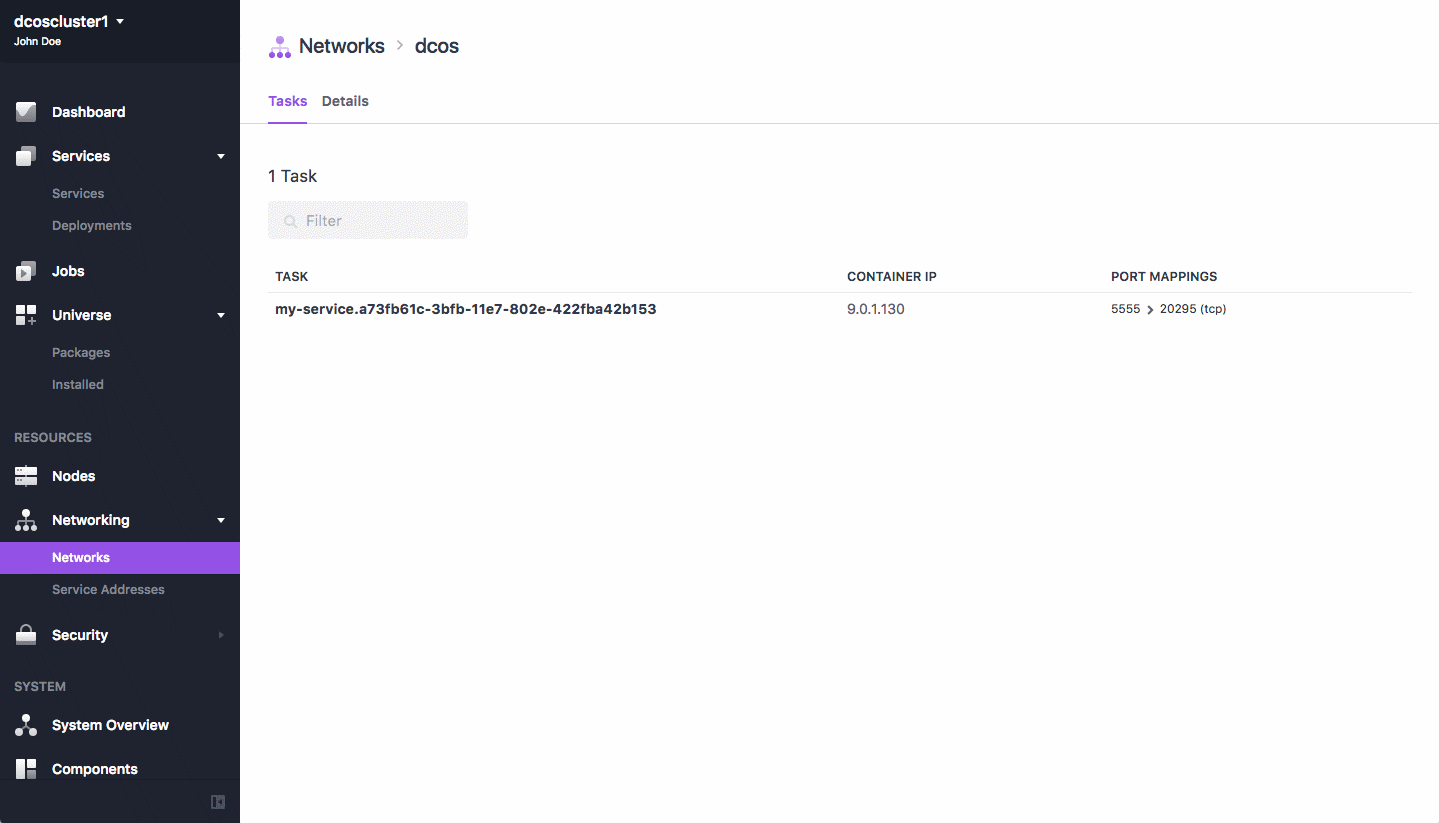 dcoscluster1
John Doe
Dashboard
Services
Services
Deployments
Jobs
Universe
Packages
Installed
RESOURCES
Nodes
Networking
Networks
Service Addresses
Security
SYSTEM
System Overview
Components
Networks > dcos
Tasks Details
1 Task
Filter
TASK CONTAINER IP PORT MAPPINGS
my-service.a73fb61c-3bfb-11e7-802e-422fba42b153 9.0.1.130 5555 > 20295 (tcp)